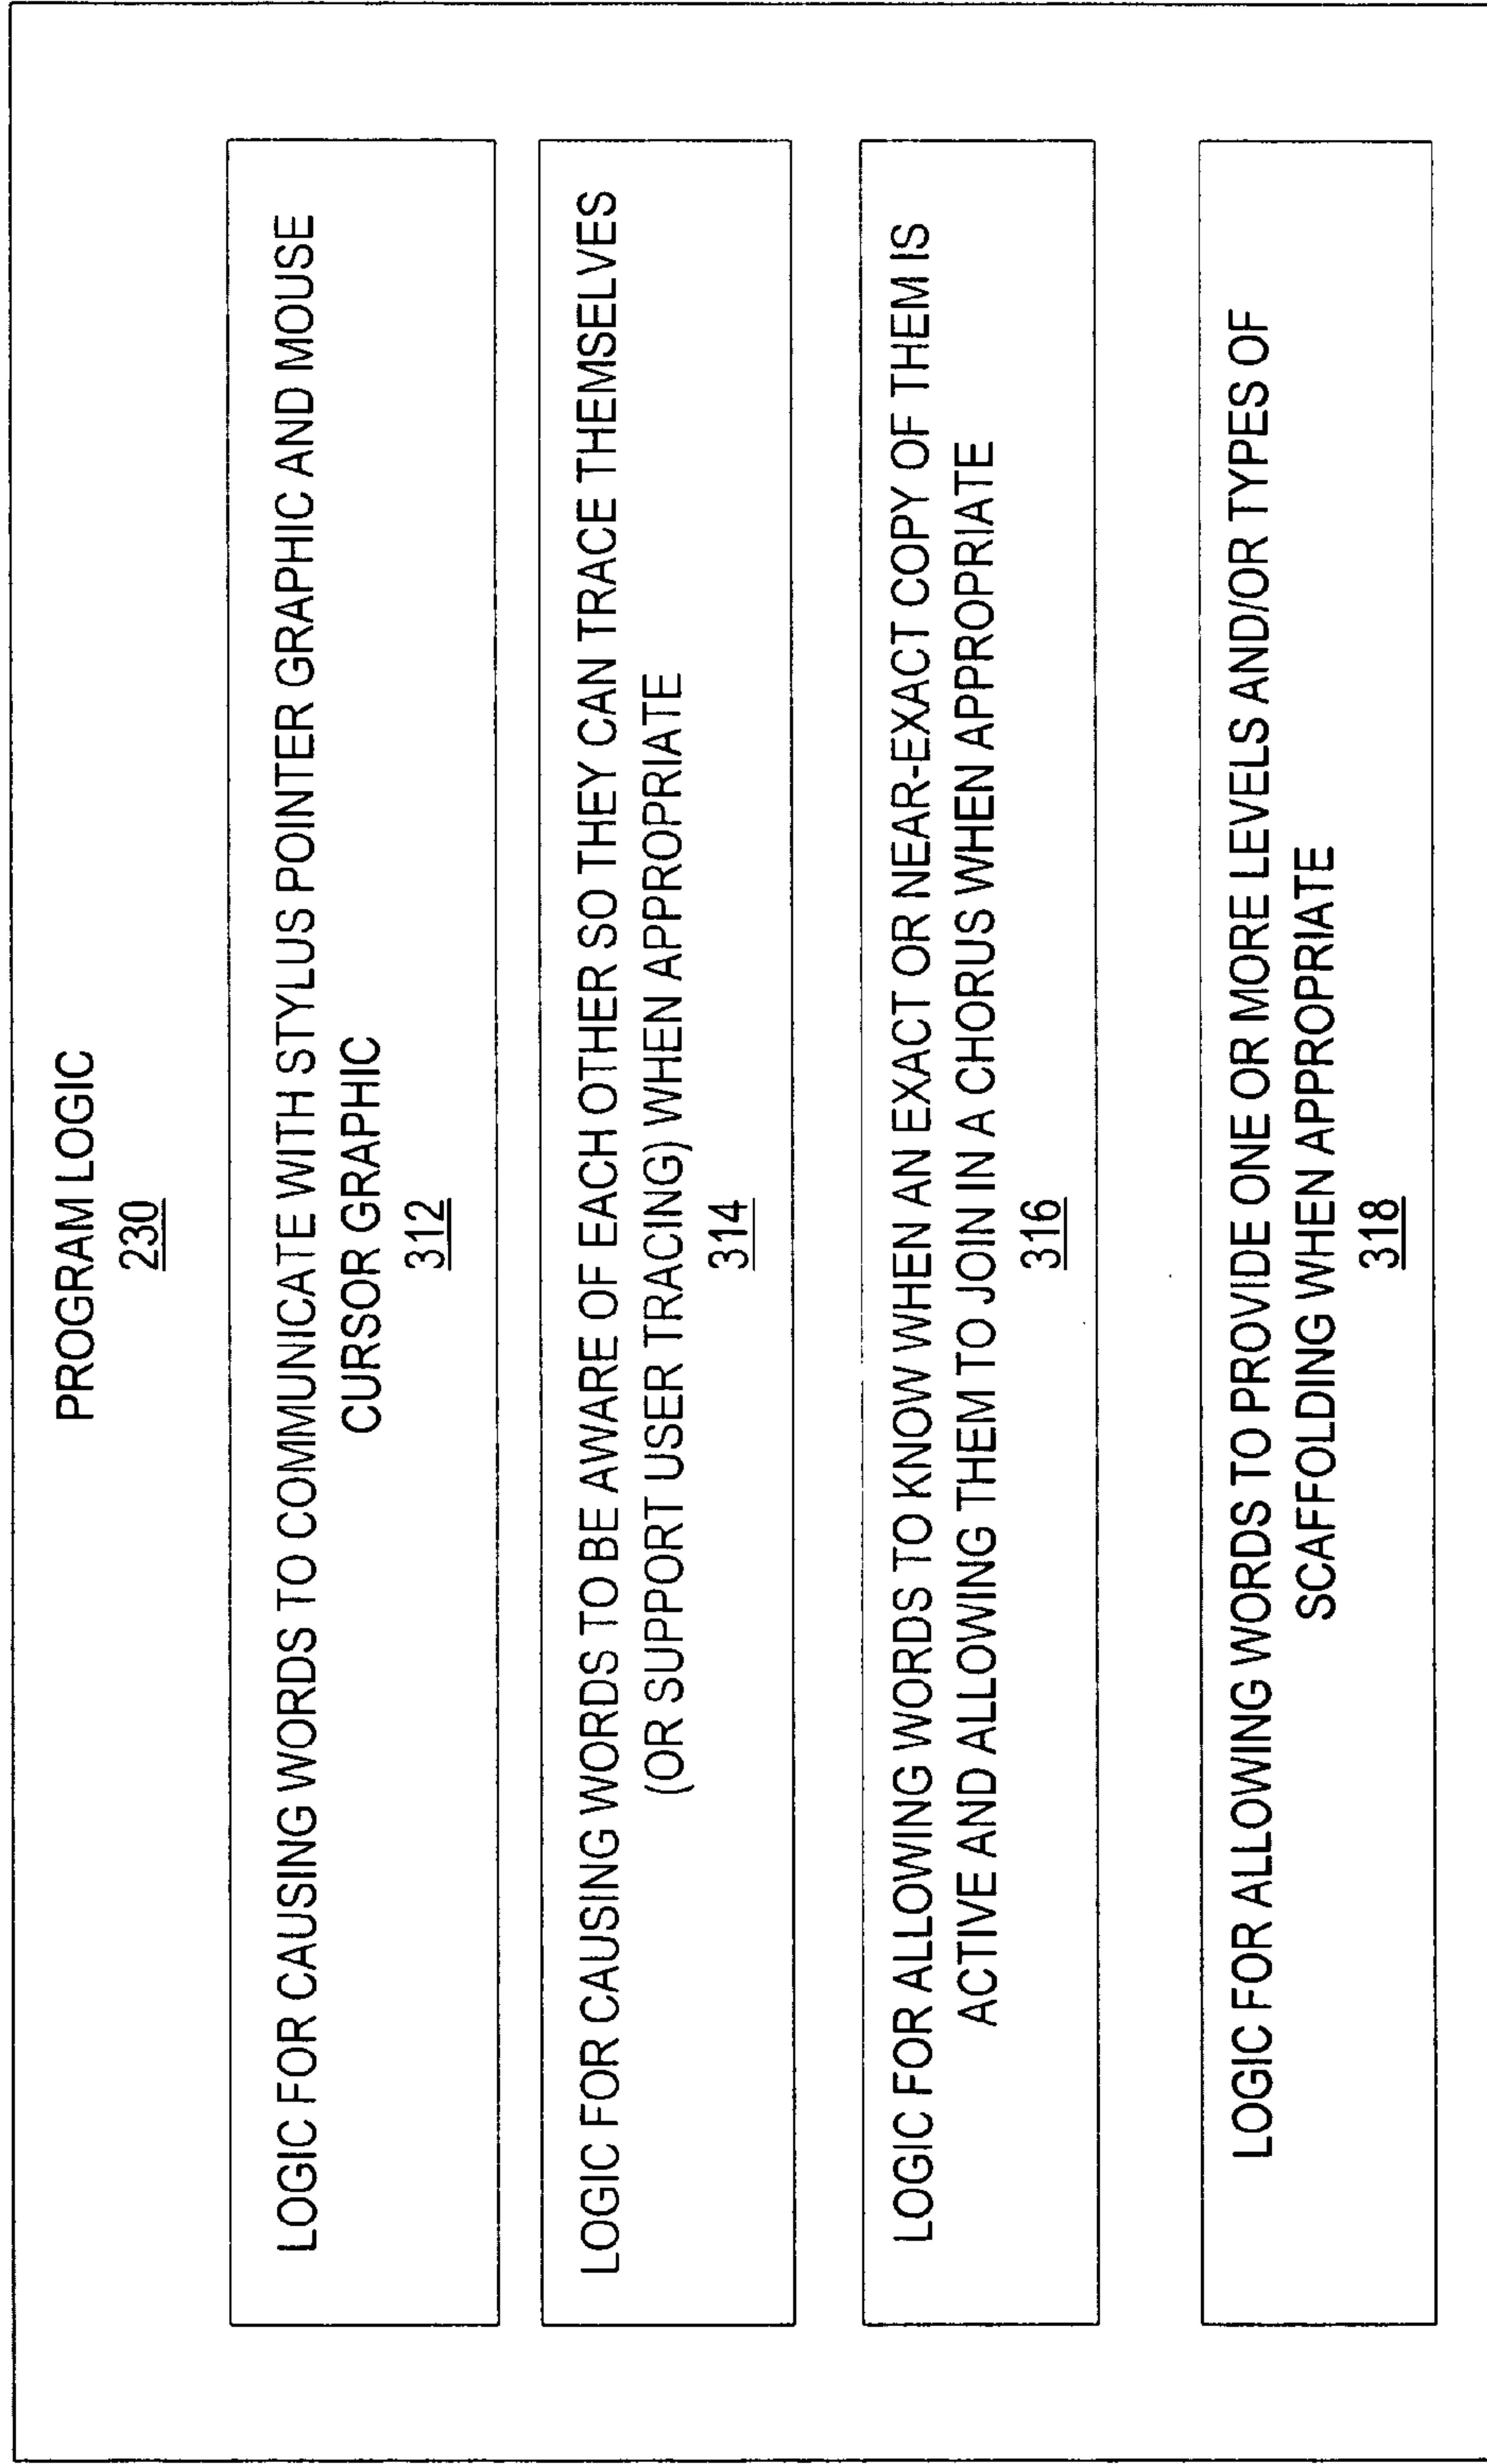 PROGRAM LOGIC
230
LOGIC FOR CAUSING WORDS TO COMMUNICATE WITH STYLUS POINTER GRAPHIC AND MOUSE
CURSOR GRAPHIC
312
LOGIC FOR CAUSING WORDS TO BE AWARE OF EACH OTHER SO THEY CAN TRACE THEMSELVES
(OR SUPPORT USER TRACING) WHEN APPROPRIATE
314
LOGIC FOR ALLOWING WORDS TO KNOW WHEN AN EXACT OR NEAR-EXACT COPY OF THEM IS
ACTIVE AND ALLOWING THEM TO JOIN IN A CHORUS WHEN APPROPRIATE
316
LOGIC FOR ALLOWING WORDS TO PROVIDE ONE OR MORE LEVELS AND/OR TYPES OF
SCAFFOLDING WHEN APPROPRIATE
318